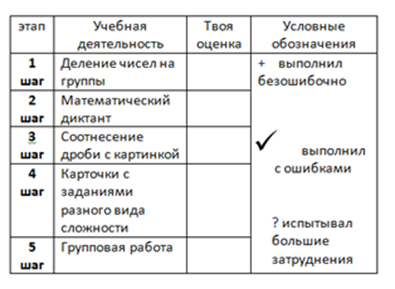 этап Учебная Твоя Условные
деятельность оценка обозначения
1 Деление чисел на + выполнил
шаг группы безошибочно
2 Математический
шаг диктант
3 Соотнесение ✓ выполнил
шаг дроби с картинкой с ошибками
4 Карточки с
шаг заданиями
разного вида ? испытывал
сложности большие
5 Групповая работа затруднения
шаг